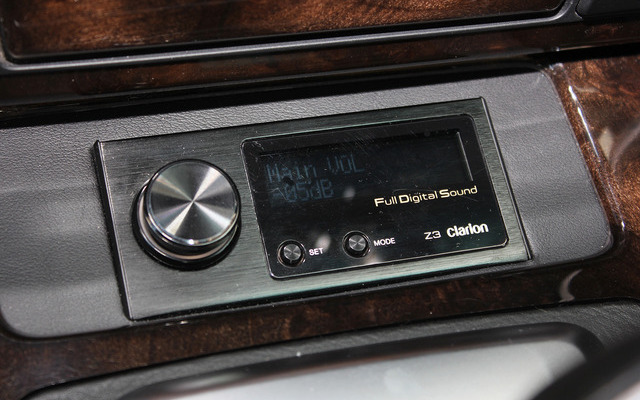 MAIN VOL
Full Digital Sound
SET
MODE
Z3 Clarion